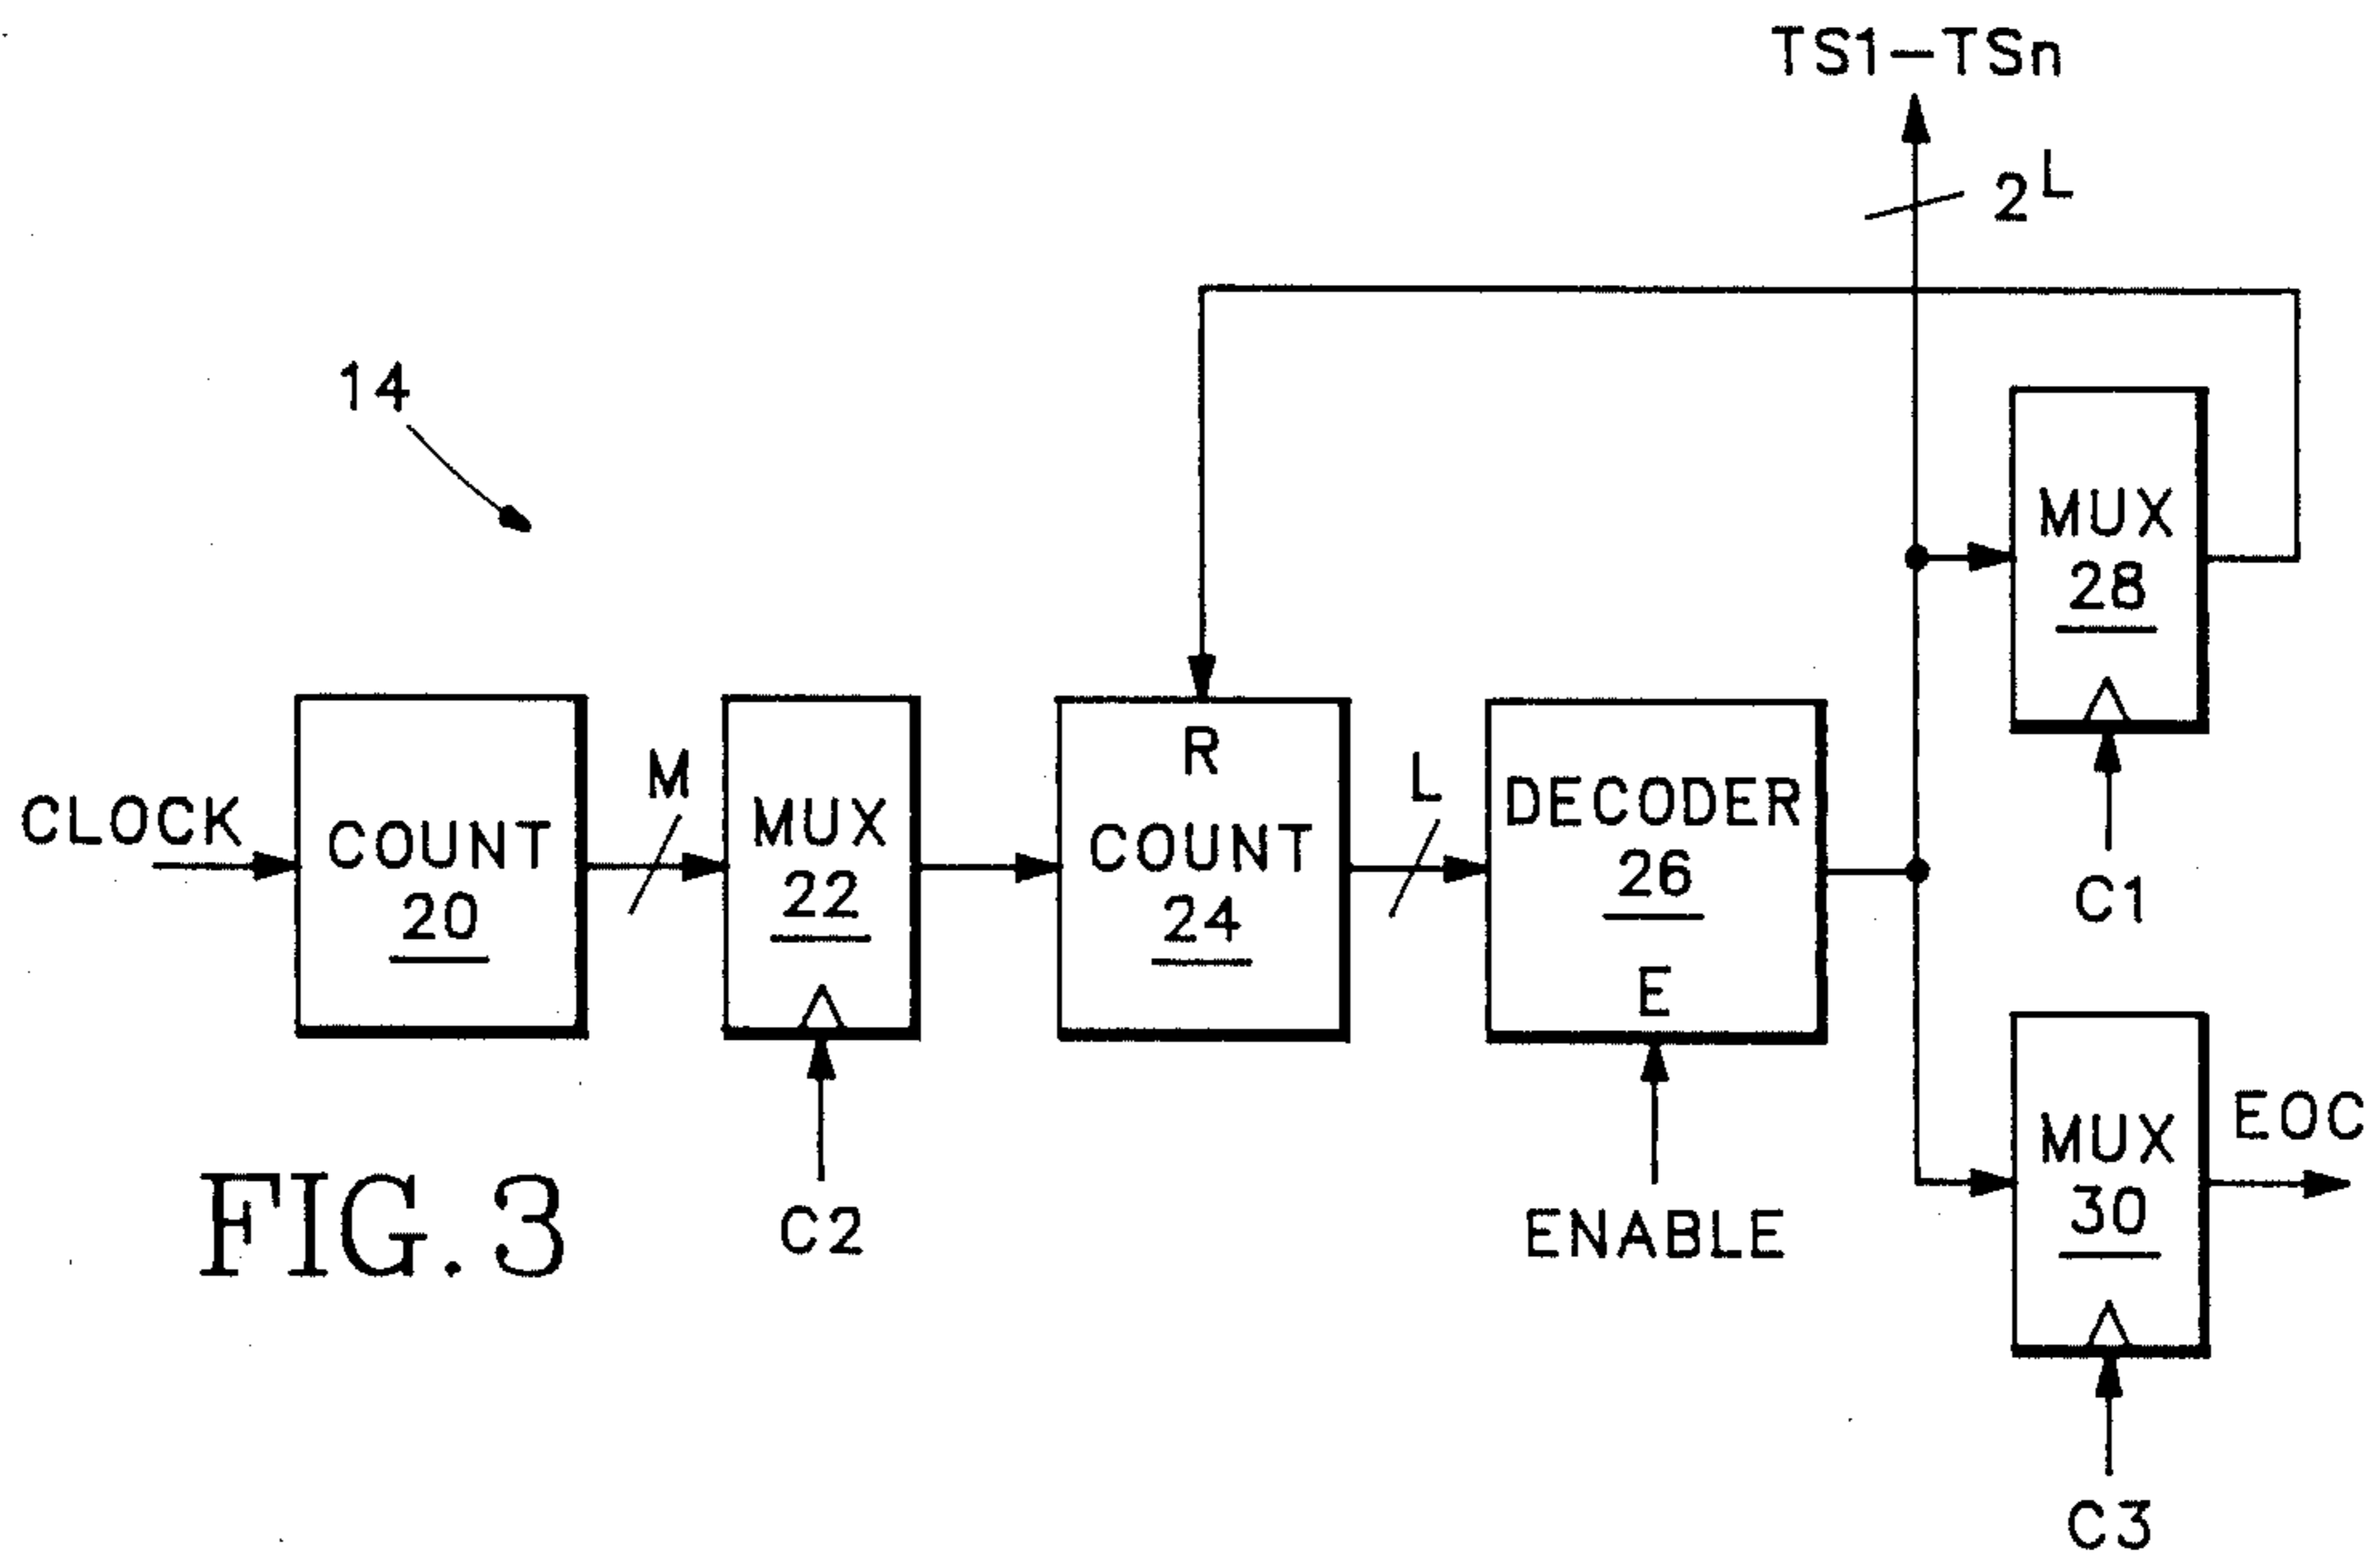 TS1-TSn
2^L
14
MUX
28
C1
CLOCK
COUNT
20
M
MUX
22
C2
R
COUNT
24
L
DECODER
26
E
ENABLE
MUX
30
EOC
C3
FIG. 3